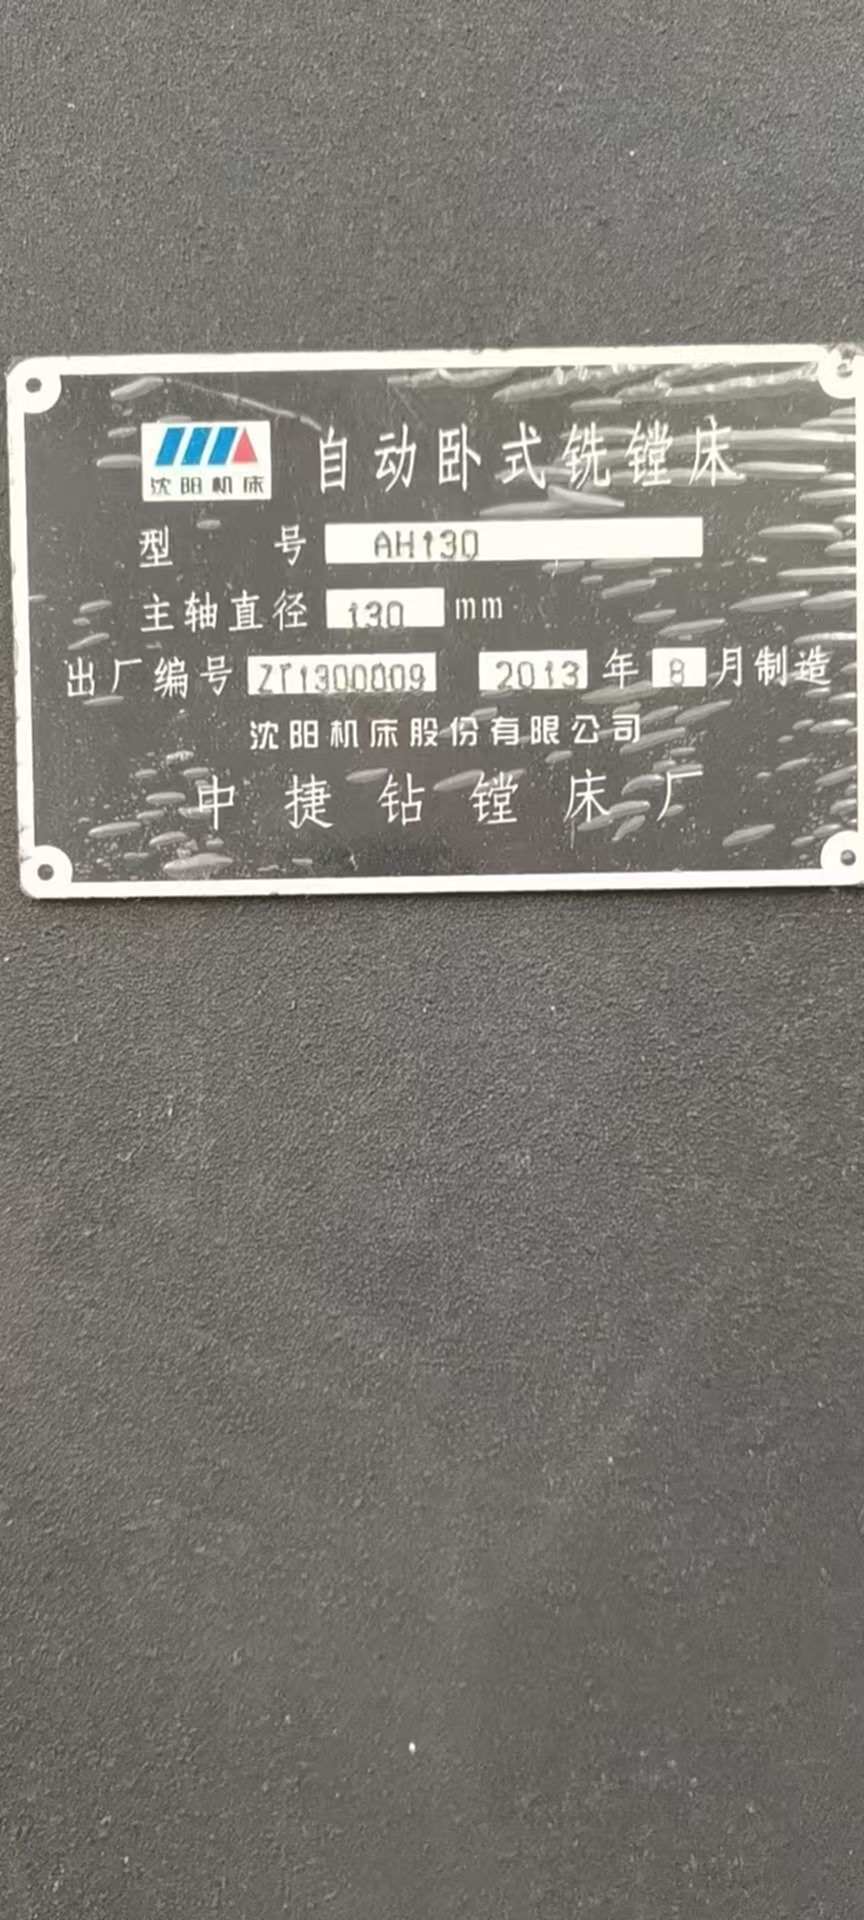 沈阳机床
自动卧式铣镗床
型 号 AH130
主轴直径 130 mm
出厂编号 ZT1300009 2013 年 8 月制造
沈阳机床股份有限公司
中捷钻镗床厂